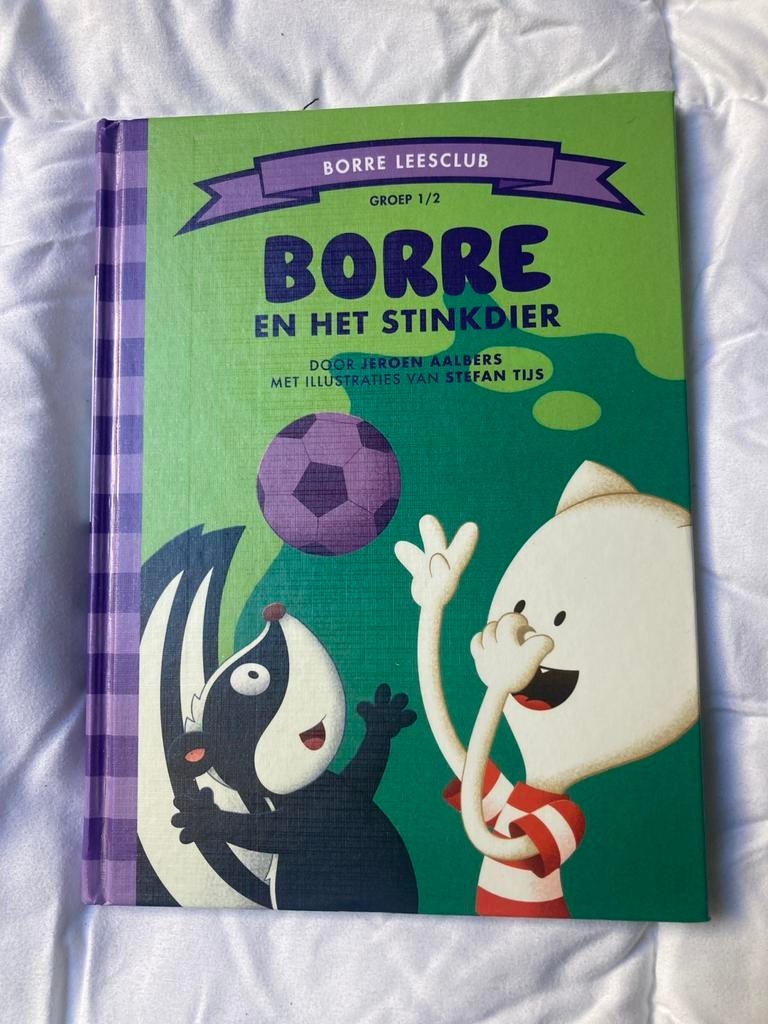 BORRE LEESCLUB
GROEP 1/2
BORRE
EN HET STINKDIER
DOOR JEROEN AALBERS
MET ILLUSTRATIES VAN STEFAN TIJS